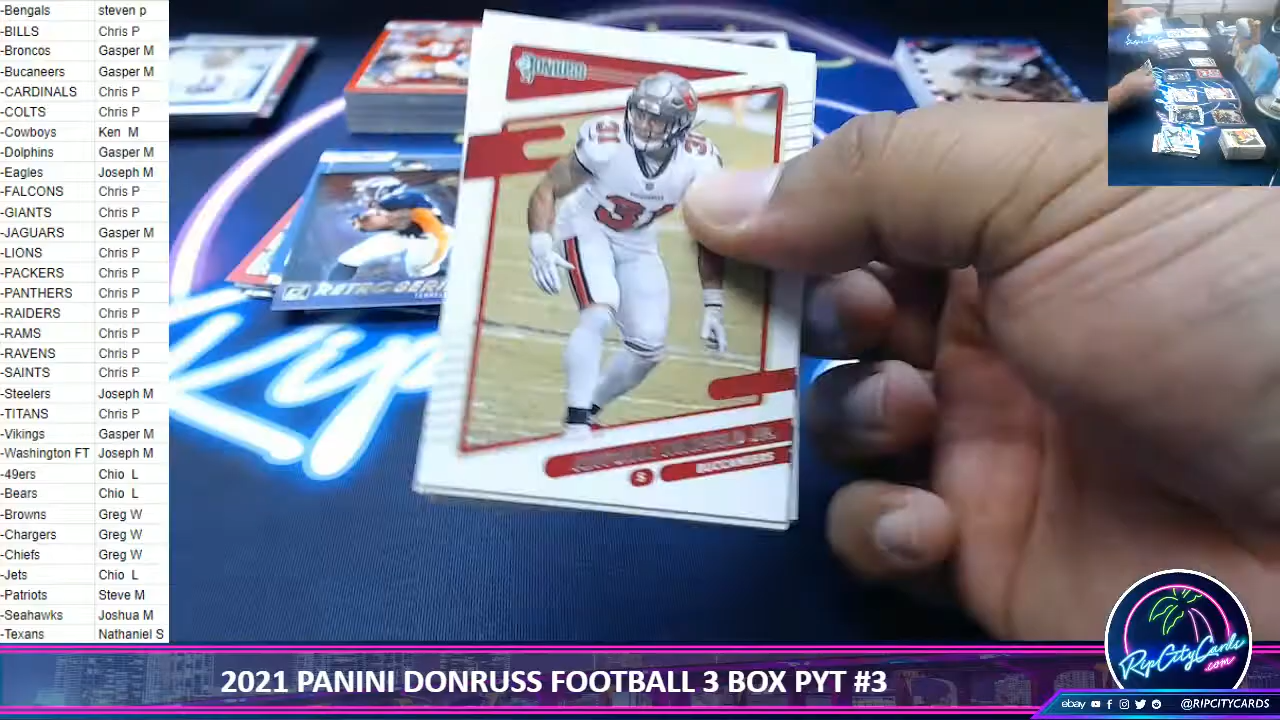 -Bengals steven p
-BILLS Chris P
-Broncos Gasper M
-Bucaneers Gasper M
-CARDINALS Chris P
-COLTS Chris P
-Cowboys Ken M
-Dolphins Gasper M
-Eagles Joseph M
-FALCONS Chris P
-GIANTS Chris P
-JAGUARS Gasper M
-LIONS Chris P
-PACKERS Chris P
-PANTHERS Chris P
-RAIDERS Chris P
-RAMS Chris P
-RAVENS Chris P
-SAINTS Chris P
-Steelers Joseph M
-TITANS Chris P
-Vikings Gasper M
-Washington FT Joseph M
-49ers Chio L
-Bears Chio L
-Browns Greg W
-Chargers Greg W
-Chiefs Greg W
-Jets Chio L
-Patriots Steve M
-Seahawks Joshua M
-Texans Nathaniel S
DONRUSS
31
31
BUCCANEERS
S
RETRO
Rip
2021 PANINI DONRUSS FOOTBALL 3 BOX PYT #3
RipCityCards
.com
ebay
@RIPCITYCARDS